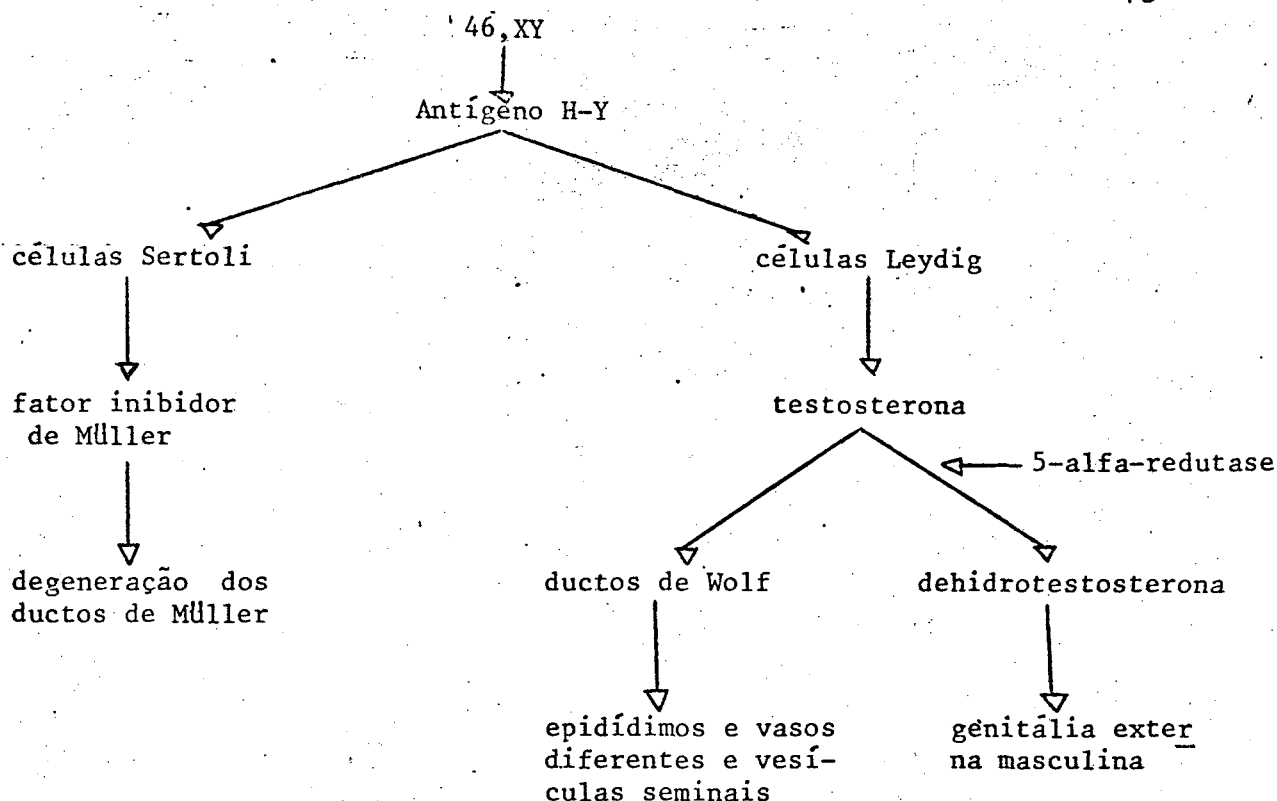 46,XY
Antígeno H-Y
células Sertoli
células Leydig
fator inibidor
de Müller
testosterona
5-alfa-redutase
degeneração dos
ductos de Müller
ductos de Wolf
dehidrotestosterona
epidídimos e vasos
diferentes e vesí-
culas seminais
genitália exter
na masculina